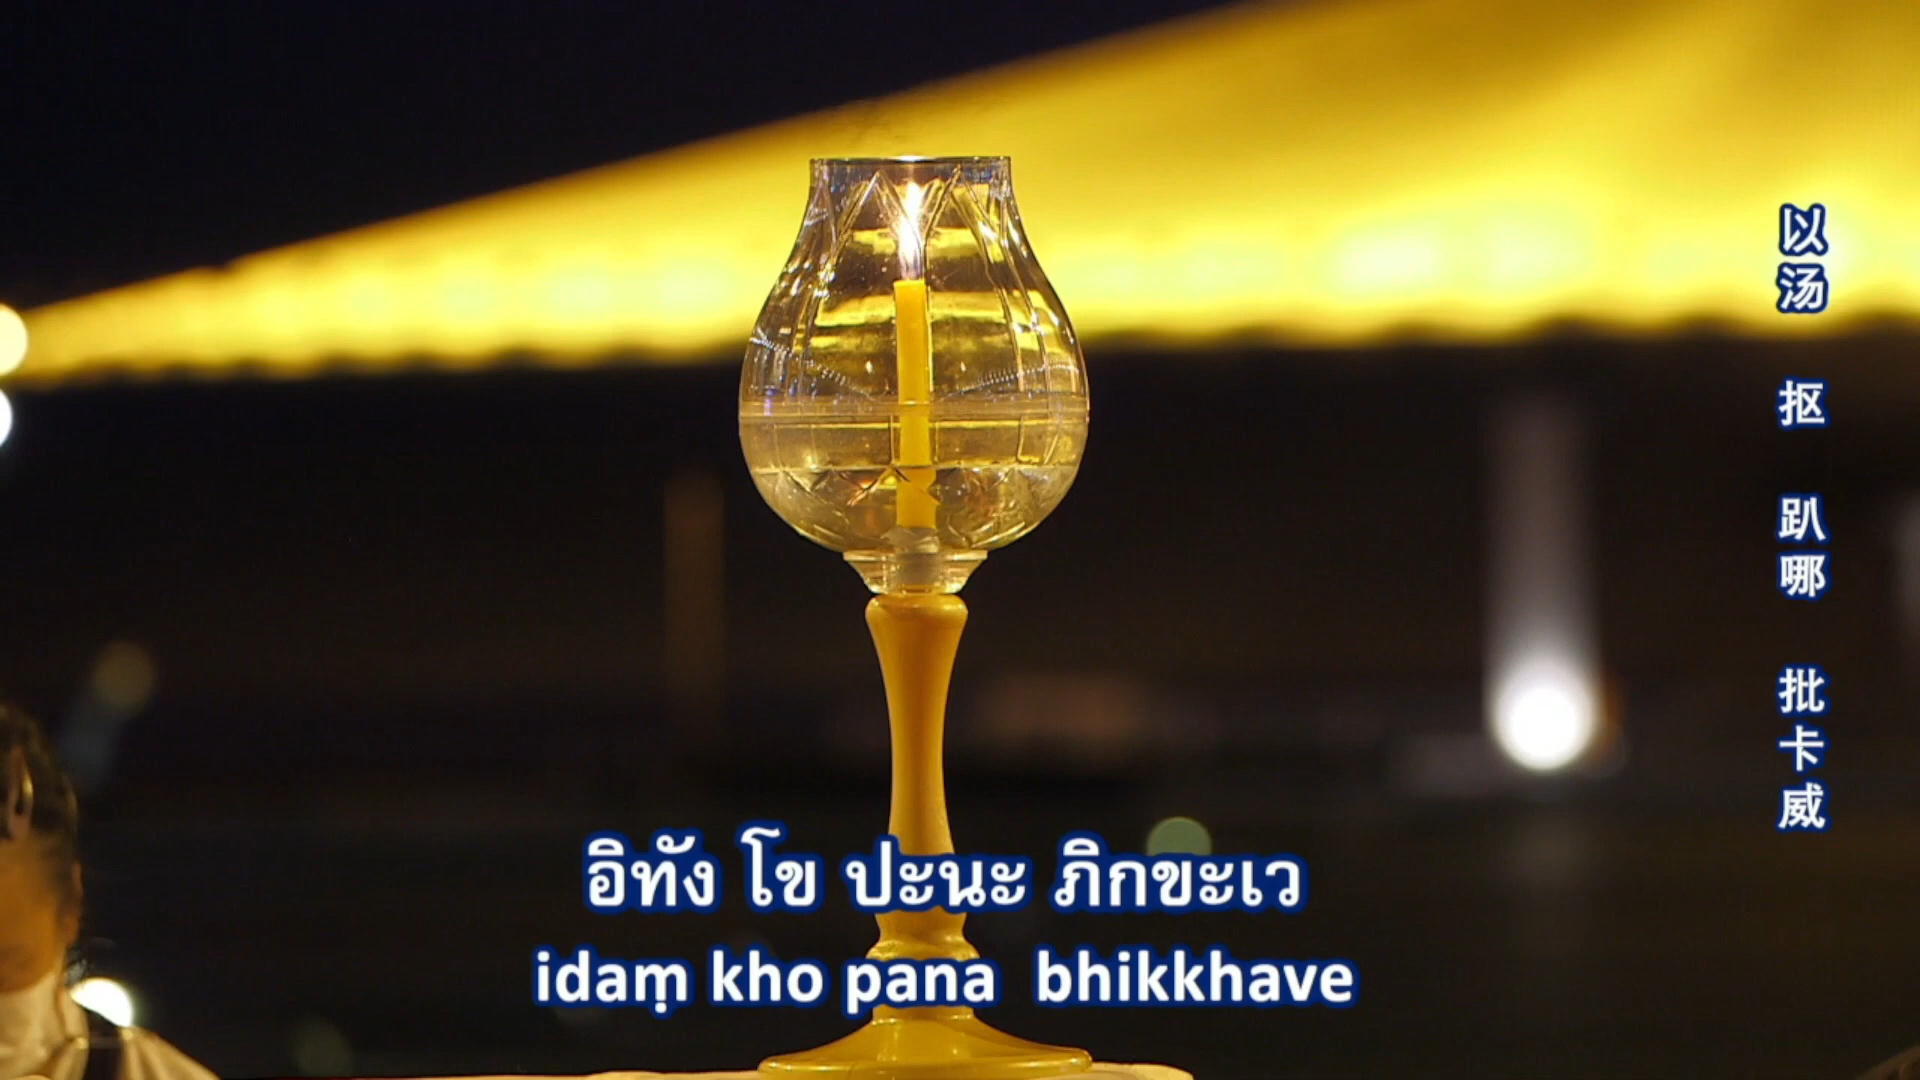 อิทัง โข ปะนะ ภิกขะเว
idaṃ kho pana bhikkhave
以汤 抠 趴哪 批卡威